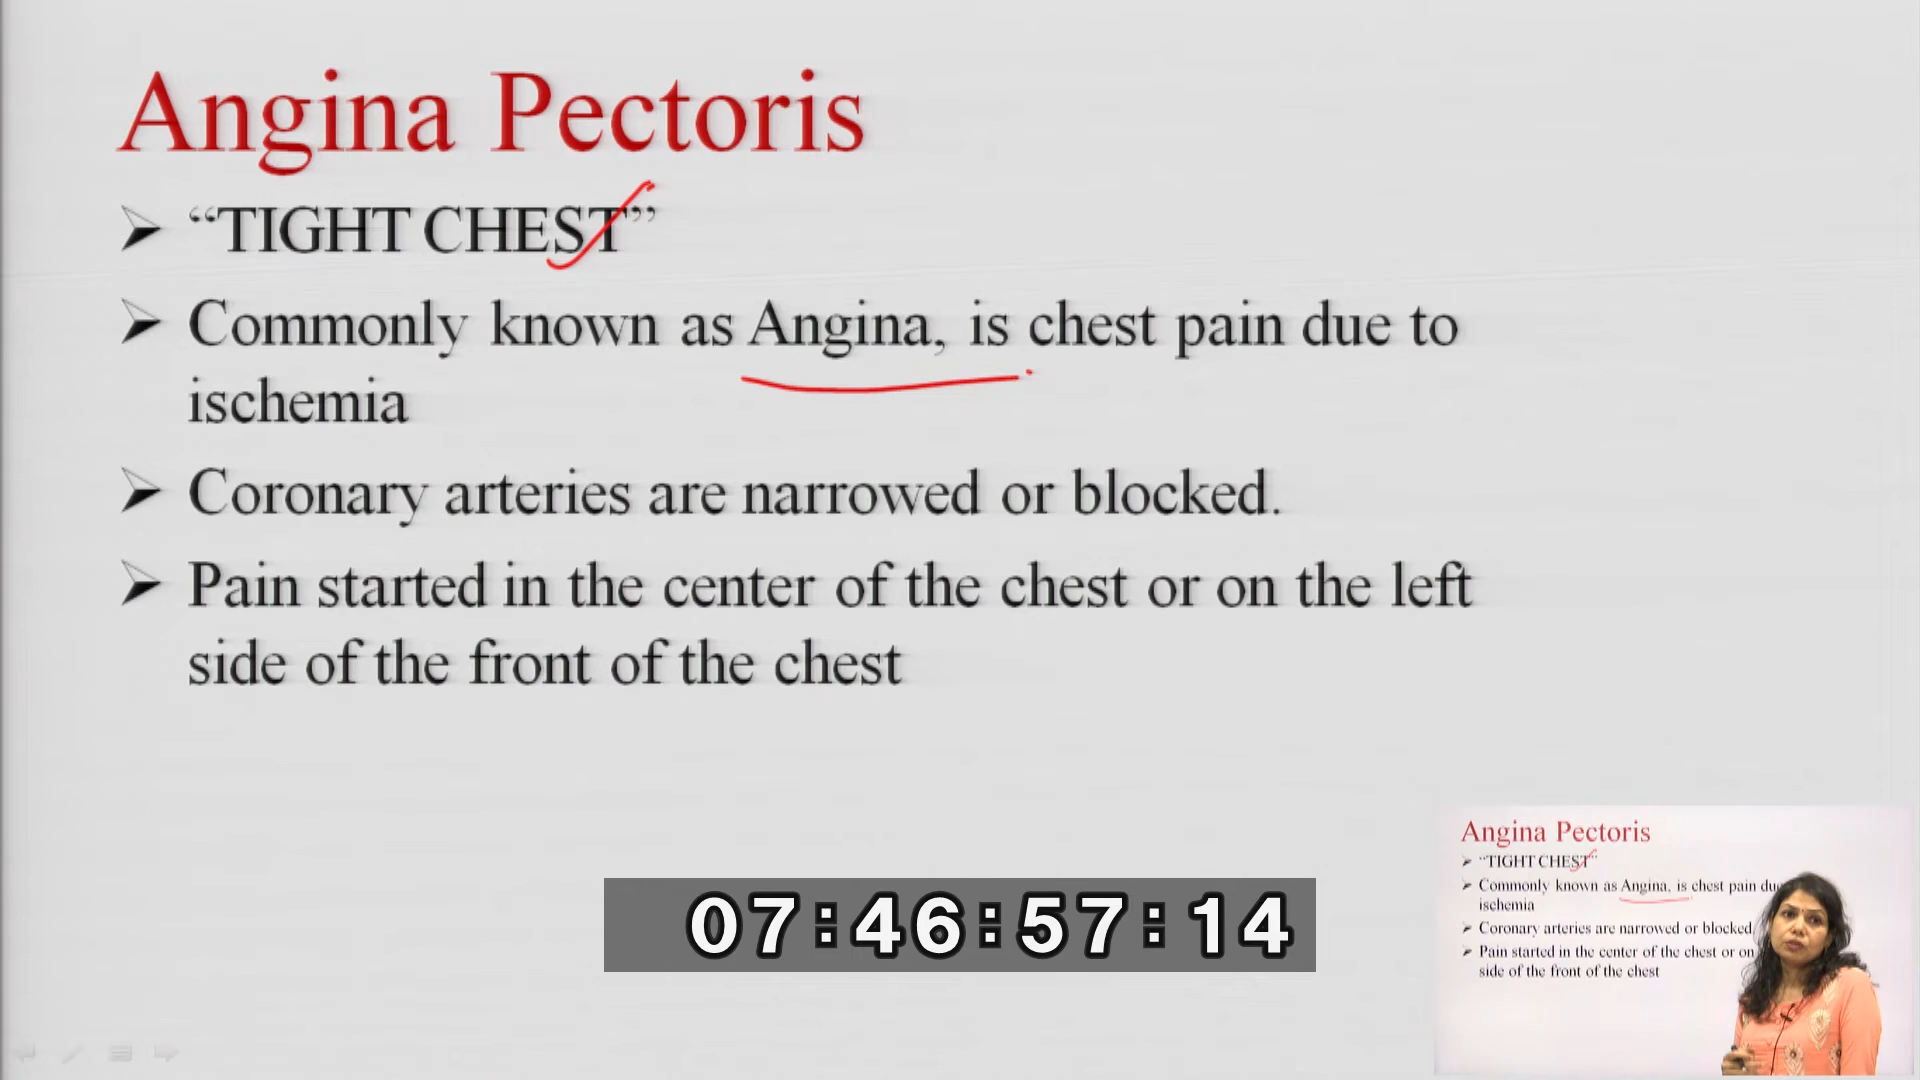 Angina Pectoris
➤ “TIGHT CHEST”
➤ Commonly known as Angina, is chest pain due to
ischemia
➤ Coronary arteries are narrowed or blocked.
➤ Pain started in the center of the chest or on the left
side of the front of the chest
07:46:57:14
Angina Pectoris
➤ “TIGHT CHEST”
➤ Commonly known as Angina, is chest pain due
ischemia
➤ Coronary arteries are narrowed or blocked
➤ Pain started in the center of the chest or on
side of the front of the chest